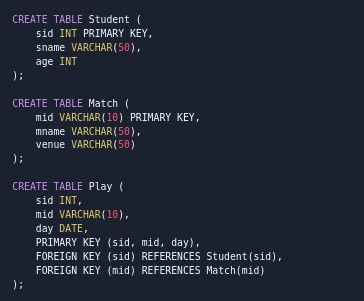 CREATE TABLE Student (
    sid INT PRIMARY KEY,
    sname VARCHAR(50),
    age INT
);

CREATE TABLE Match (
    mid VARCHAR(10) PRIMARY KEY,
    mname VARCHAR(50),
    venue VARCHAR(50)
);

CREATE TABLE Play (
    sid INT,
    mid VARCHAR(10),
    day DATE,
    PRIMARY KEY (sid, mid, day),
    FOREIGN KEY (sid) REFERENCES Student(sid),
    FOREIGN KEY (mid) REFERENCES Match(mid)
);